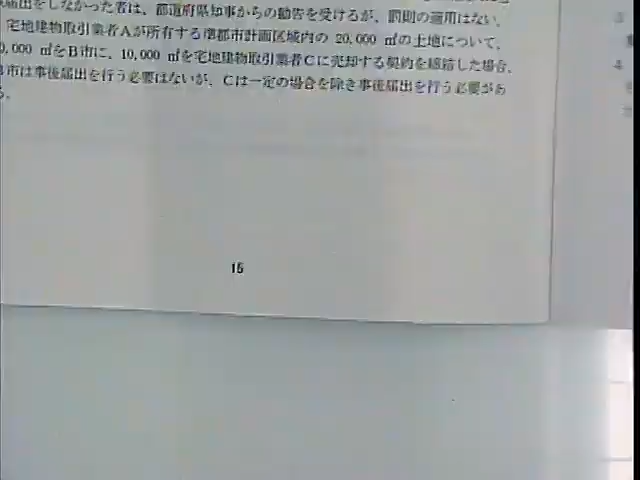 届出をしなかった者は、都道府県知事からの勧告を受けるが、罰則の適用はない。
宅地建物取引業者Aが所有する準都市計画区域内の 20,000 ㎡の土地について、
0,000 ㎡をB市に、10,000 ㎡を宅地建物取引業者Cに売却する契約を締結した場合、
市は事後届出を行う必要はないが、Cは一定の場合を除き事後届出を行う必要があ
る。
15
4